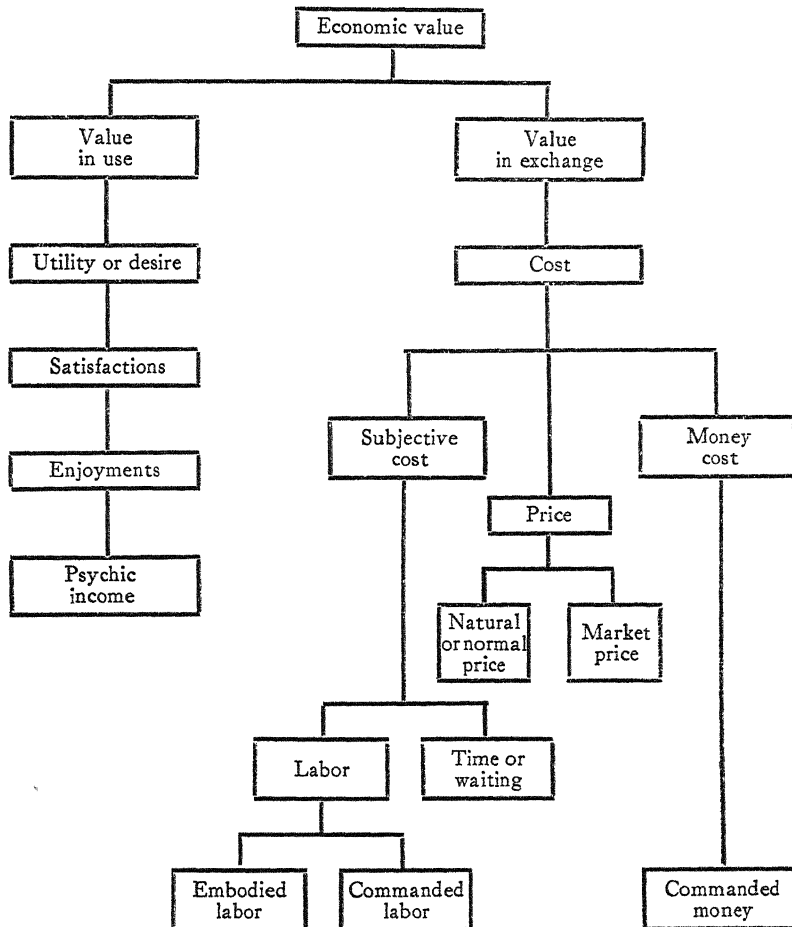 Economic value
Value
in use
Value
in exchange
Utility or desire
Cost
Satisfactions
Subjective
cost
Money
cost
Enjoyments
Price
Psychic
income
Natural
or normal
price
Market
price
Labor
Time or
waiting
Embodied
labor
Commanded
labor
Commanded
money